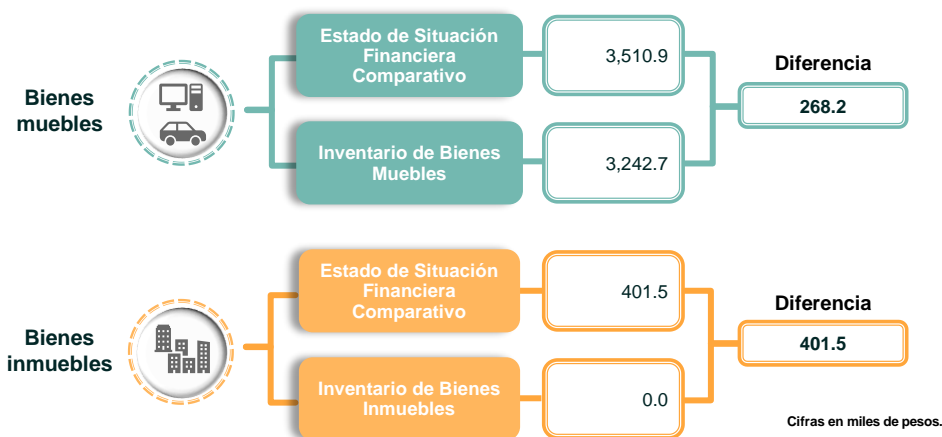 Bienes
muebles
Estado de Situación
Financiera
Comparativo
3,510.9
Inventario de Bienes
Muebles
3,242.7
Diferencia
268.2
Bienes
inmuebles
Estado de Situación
Financiera
Comparativo
401.5
Inventario de Bienes
Inmuebles
0.0
Diferencia
401.5
Cifras en miles de pesos.